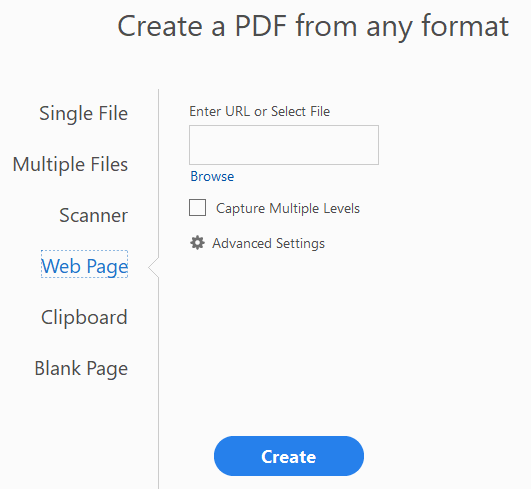 Create a PDF from any format
Single File
Multiple Files
Scanner
Web Page
Clipboard
Blank Page
Enter URL or Select File
Browse
Capture Multiple Levels
Advanced Settings
Create